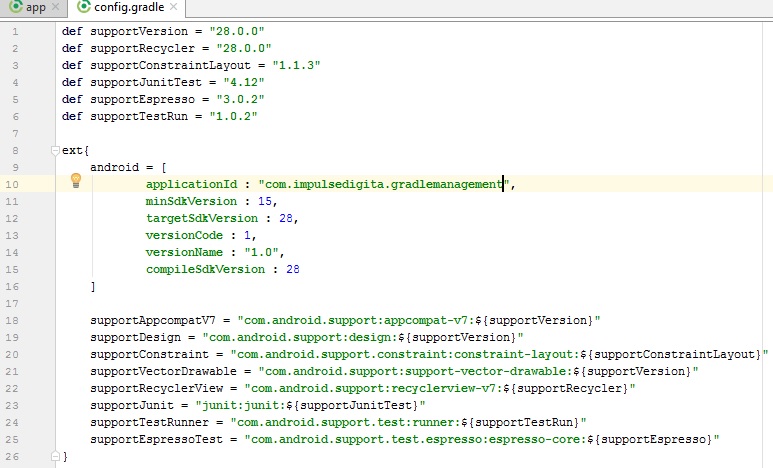 app config.gradle
1 def supportVersion = "28.0.0"
2 def supportRecycler = "28.0.0"
3 def supportConstraintLayout = "1.1.3"
4 def supportJunitTest = "4.12"
5 def supportEspresso = "3.0.2"
6 def supportTestRun = "1.0.2"
7
8 ext{
9 android = [
10 applicationId : "com.impulsedigita.gradlemanagement",
11 minSdkVersion : 15,
12 targetSdkVersion : 28,
13 versionCode : 1,
14 versionName : "1.0",
15 compileSdkVersion : 28
16 ]
17
18 supportAppcompatV7 = "com.android.support:appcompat-v7:${supportVersion}"
19 supportDesign = "com.android.support:design:${supportVersion}"
20 supportConstraint = "com.android.support.constraint:constraint-layout:${supportConstraintLayout}"
21 supportVectorDrawable = "com.android.support:support-vector-drawable:${supportVersion}"
22 supportRecyclerView = "com.android.support:recyclerview-v7:${supportRecycler}"
23 supportJunit = "junit:junit:${supportJunitTest}"
24 supportTestRunner = "com.android.support.test:runner:${supportTestRun}"
25 supportEspressoTest = "com.android.support.test.espresso:espresso-core:${supportEspresso}"
26 }